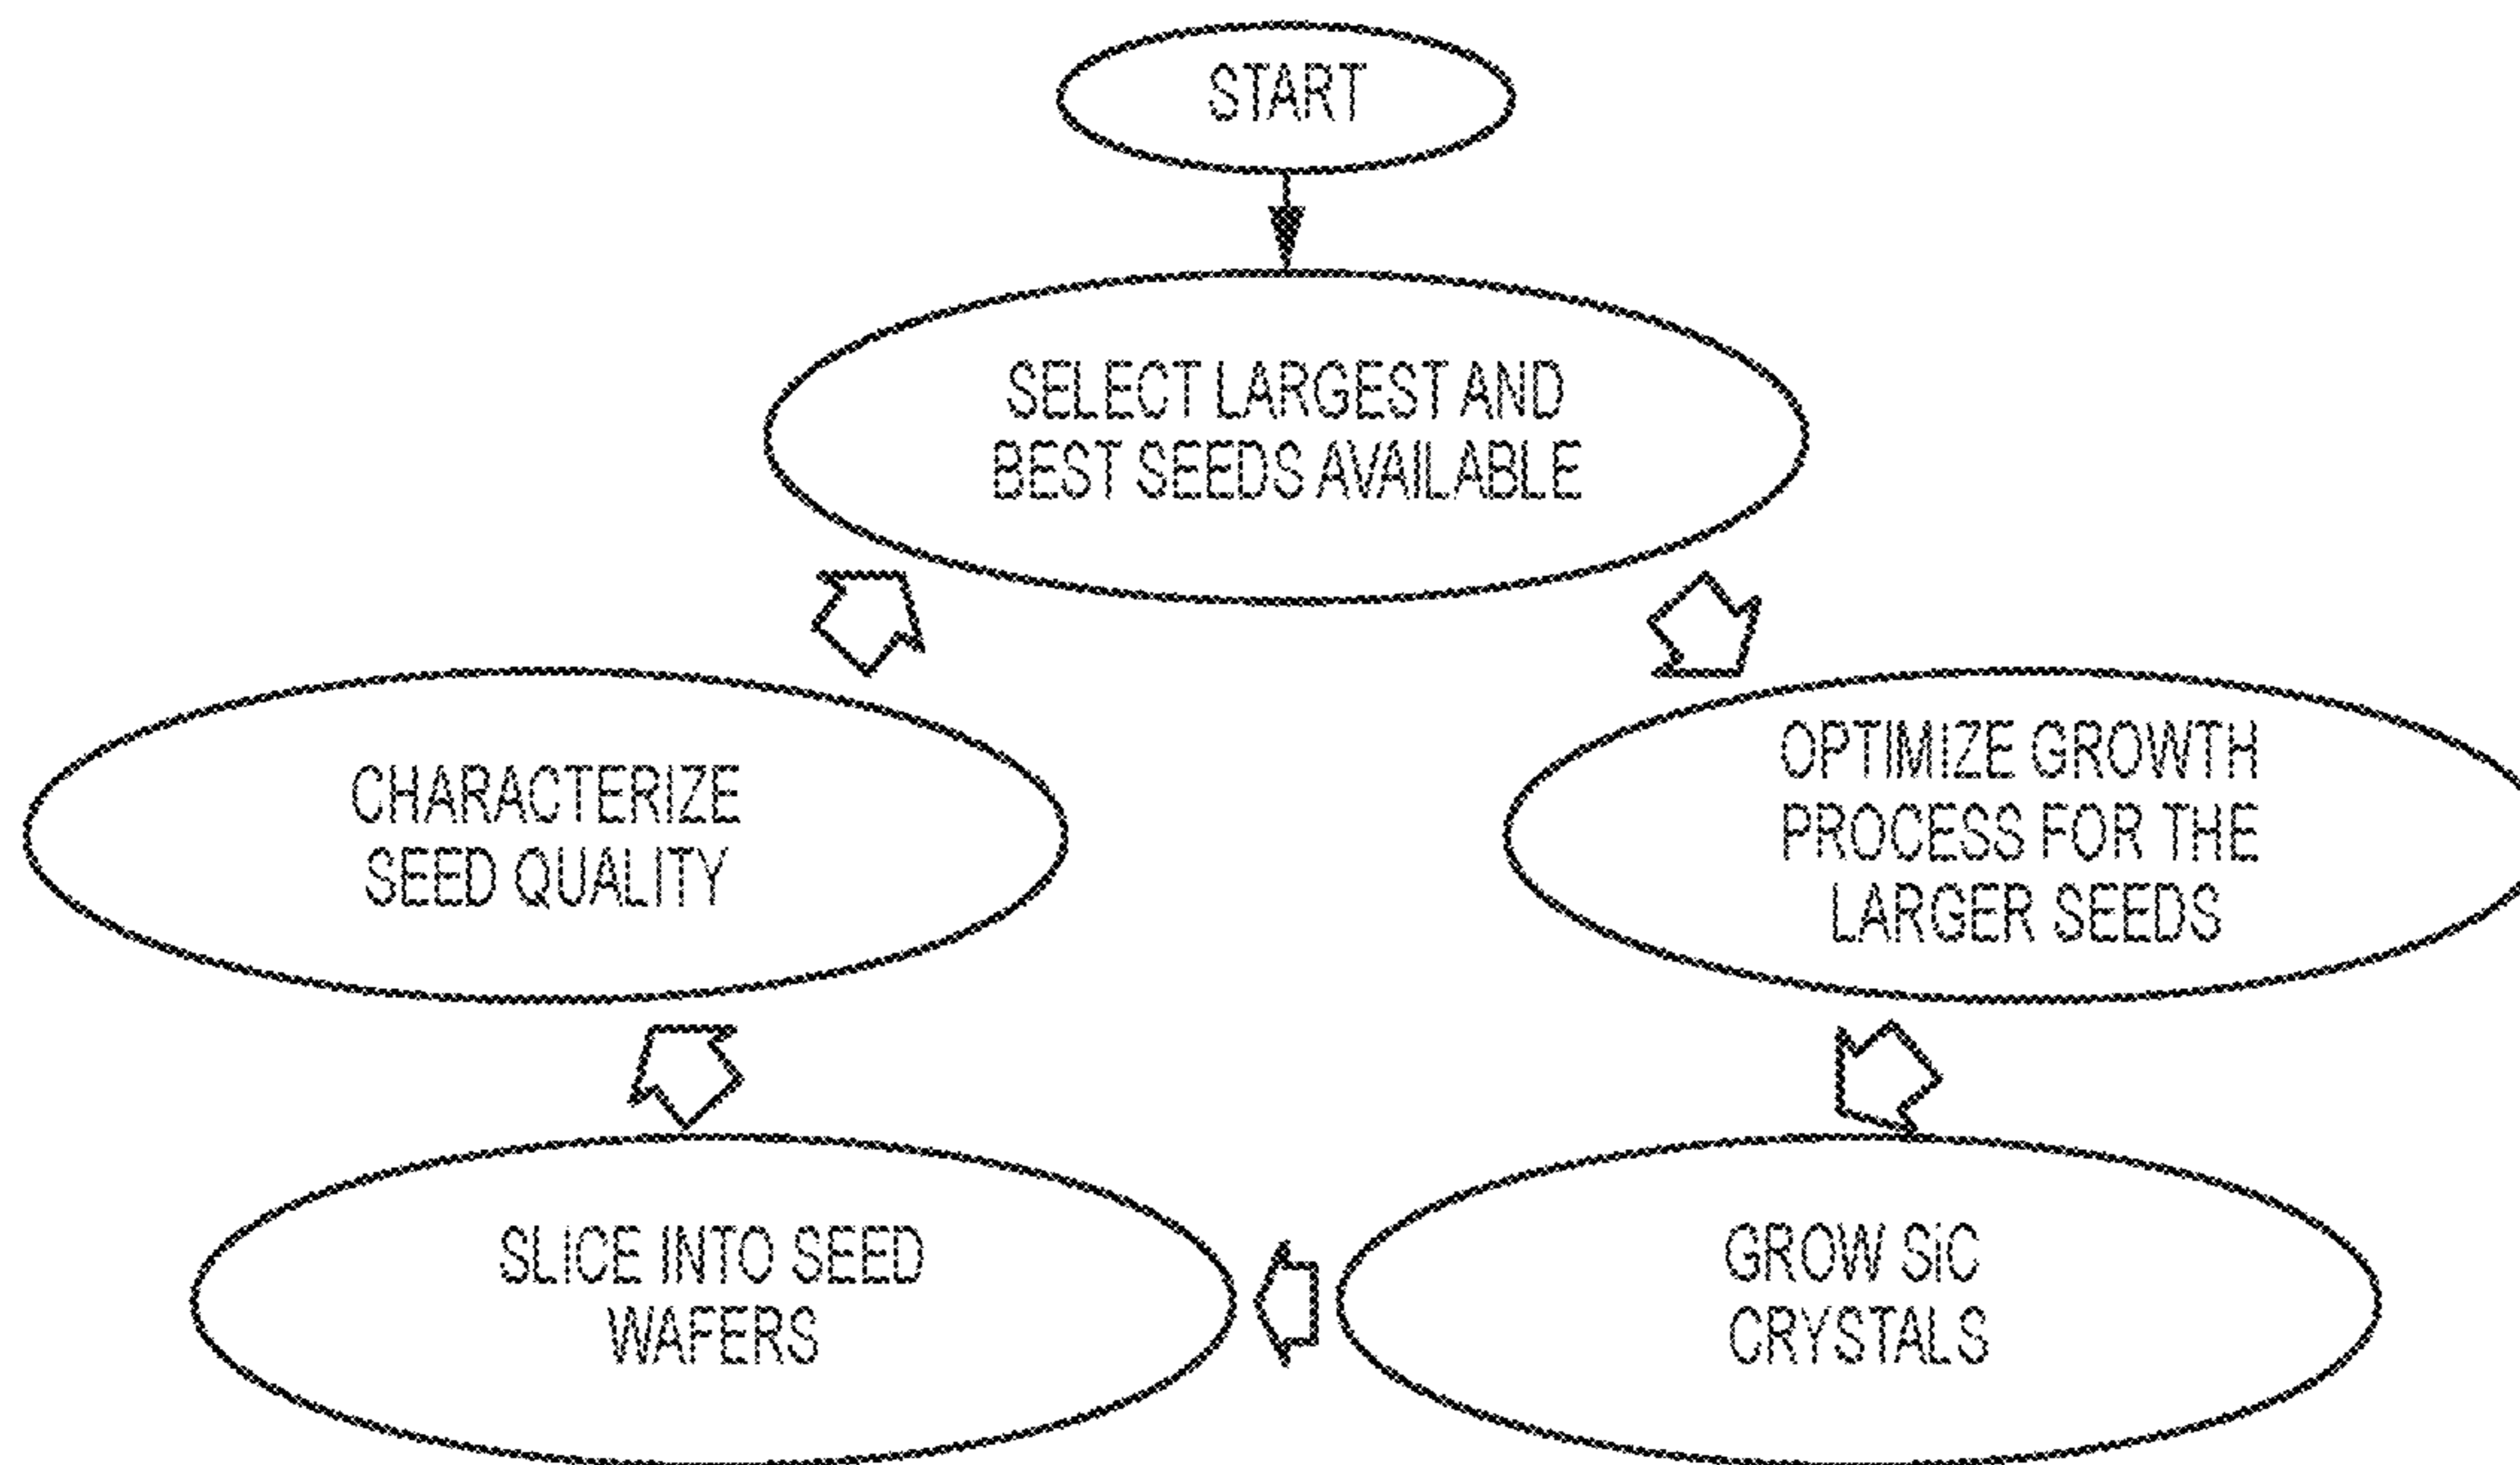 START
SELECT LARGEST AND
BEST SEEDS AVAILABLE
OPTIMIZE GROWTH
PROCESS FOR THE
LARGER SEEDS
GROW SiC
CRYSTALS
SLICE INTO SEED
WAFERS
CHARACTERIZE
SEED QUALITY